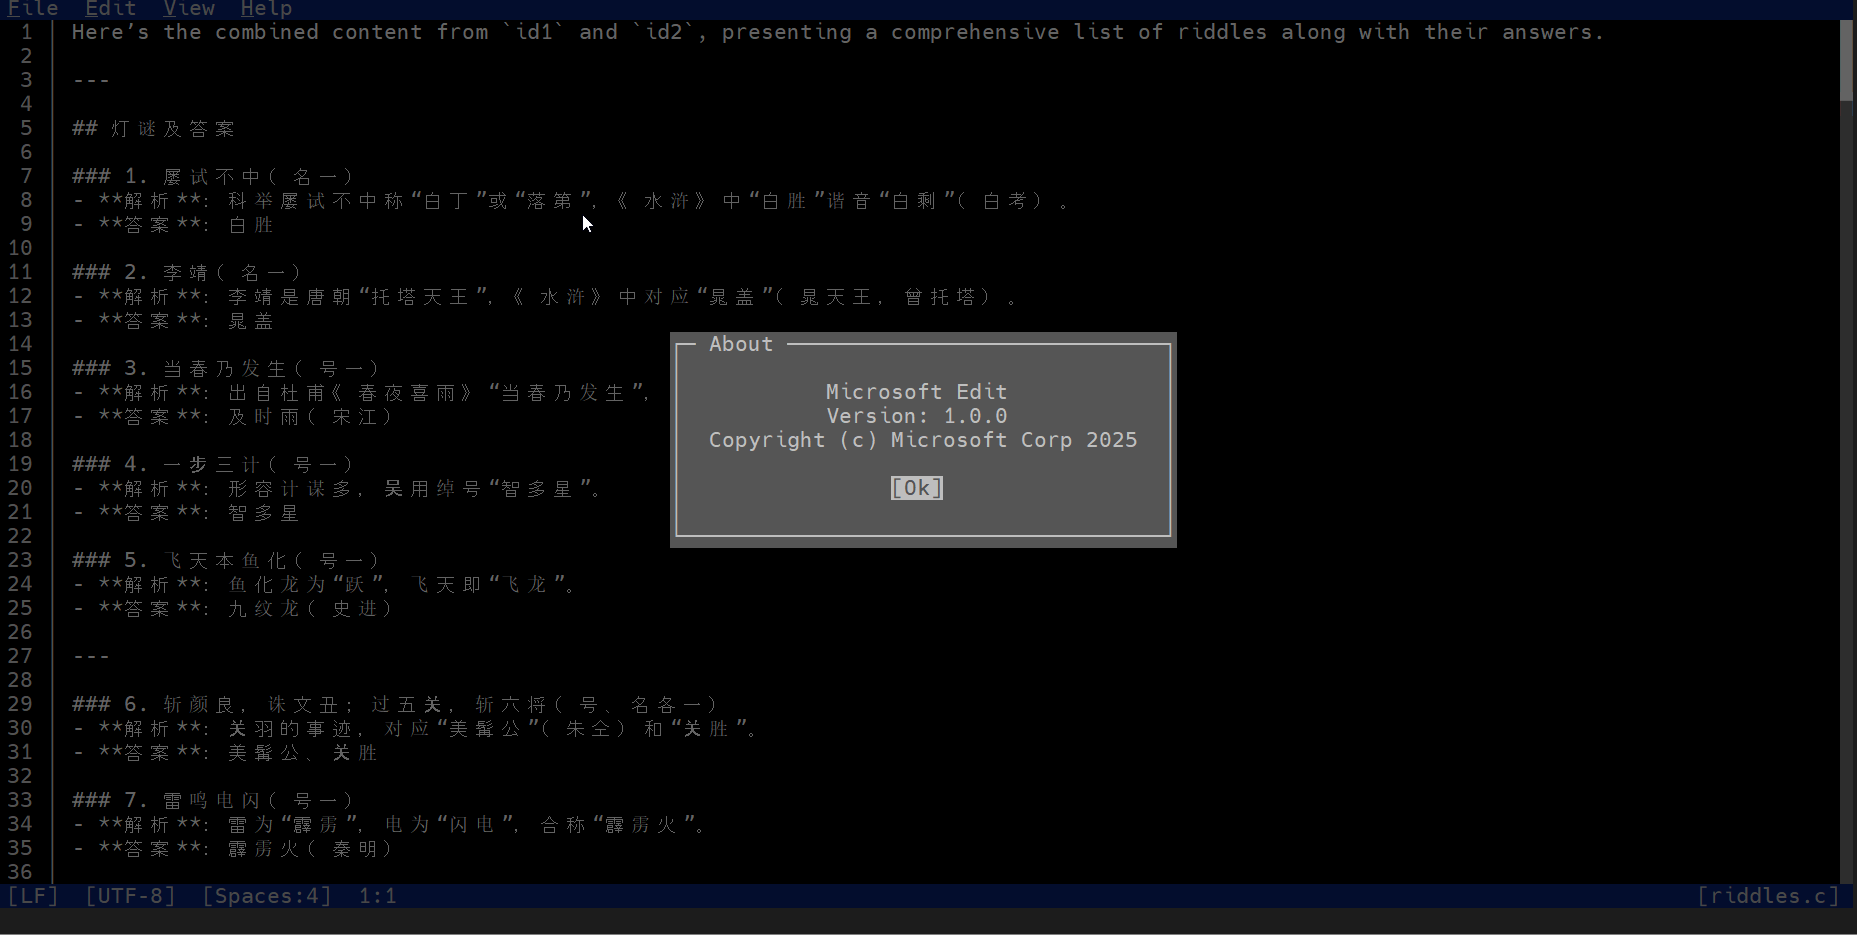 File Edit View Help
1 Here’s the combined content from `id1` and `id2`, presenting a comprehensive list of riddles along with their answers.
2
3 ---
4
5 ## 灯谜及答案
6
7 ### 1. 屡试不中（名一）
8 - **解析**：科举屡试不中称“白丁”或“落第”，《水浒》中“白胜”谐音“白剩”（白考）。
9 - **答案**：白胜
10
11 ### 2. 李靖（名一）
12 - **解析**：李靖是唐朝“托塔天王”，《水浒》中对应“晁盖”（晁天王，曾托塔）。
13 - **答案**：晁盖
14
15 ### 3. 当春乃发生（号一）
16 - **解析**：出自杜甫《春夜喜雨》“当春乃发生”，
17 - **答案**：及时雨（宋江）
18
19 ### 4. 一步三计（号一）
20 - **解析**：形容计谋多，吴用绰号“智多星”。
21 - **答案**：智多星
22
23 ### 5. 飞天本鱼化（号一）
24 - **解析**：鱼化龙为“跃”，飞天即“飞龙”。
25 - **答案**：九纹龙（史进）
26
27 ---
28
29 ### 6. 斩颜良，诛文丑；过五关，斩六将（号、名各一）
30 - **解析**：关羽的事迹，对应“美髯公”（朱仝）和“关胜”。
31 - **答案**：美髯公、关胜
32
33 ### 7. 雷鸣电闪（号一）
34 - **解析**：雷为“霹雳”，电为“闪电”，合称“霹雳火”。
35 - **答案**：霹雳火（秦明）
36
About
Microsoft Edit
Version: 1.0.0
Copyright (c) Microsoft Corp 2025
[Ok]
[LF] [UTF-8] [Spaces:4] 1:1 [riddles.c]